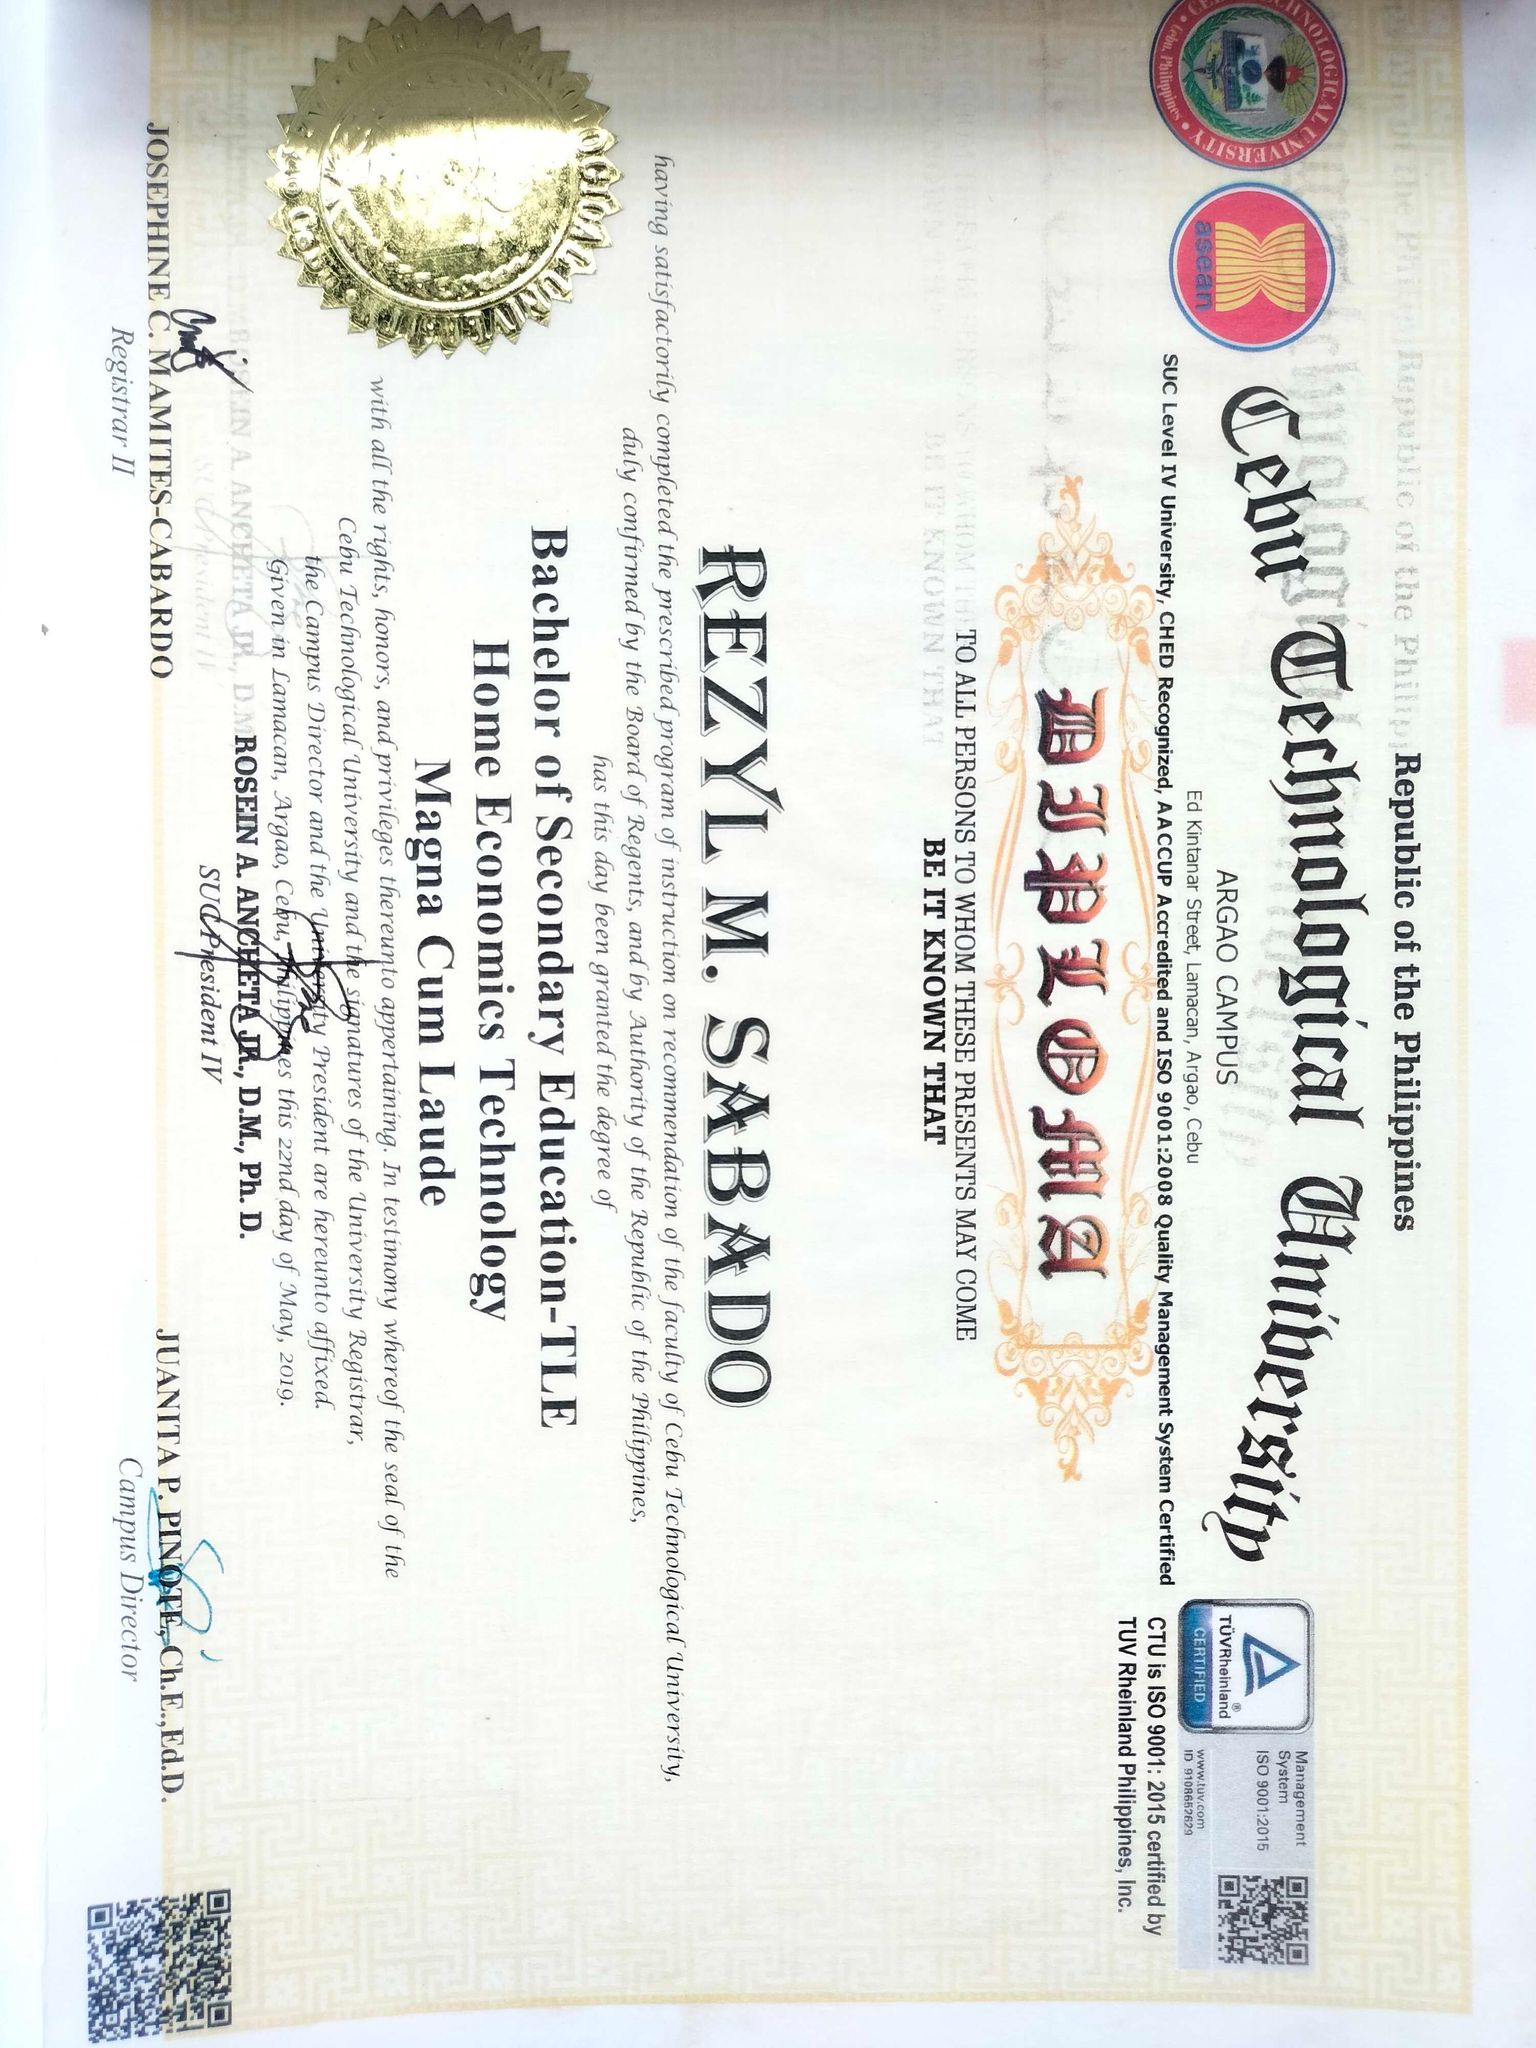 Republic of the Philippines
Cebu Technological University
ARGAO CAMPUS
Ed Kintanar Street, Lamacan, Argao, Cebu
SUC Level IV University, CHED Recognized, AACCUP Accredited and ISO 9001:2008 Quality Management System Certified
CEBU TECHNOLOGICAL UNIVERSITY
Cebu, Philippines
asean
TÜVRheinland®
CERTIFIED
Management
System
ISO 9001:2015
www.tuv.com
ID 9108652629
CTU is ISO 9001: 2015 certified by
TUV Rheinland Philippines, Inc.
DIPLOMA
TO ALL PERSONS TO WHOM THESE PRESENTS MAY COME
BE IT KNOWN THAT
REZYL M. SABADO
having satisfactorily completed the prescribed program of instruction on recommendation of the faculty of Cebu Technological University,
duly confirmed by the Board of Regents, and by Authority of the Republic of the Philippines,
has this day been granted the degree of
Bachelor of Secondary Education-TLE
Home Economics Technology
Magna Cum Laude
with all the rights, honors, and privileges thereunto appertaining. In testimony whereof the seal of the
Cebu Technological University and the signatures of the University Registrar,
the Campus Director and the University President are hereunto affixed.
Given in Lamacan, Argao, Cebu, Philippines this 22nd day of May, 2019.
ROSEIN A. ANCHETA JR., D.M., Ph. D.
SUC President IV
JOSEPHINE C. MAMITES-CABARDO
Registrar II
JUANITA P. PINOTE, Ch.E.,Ed.D.
Campus Director